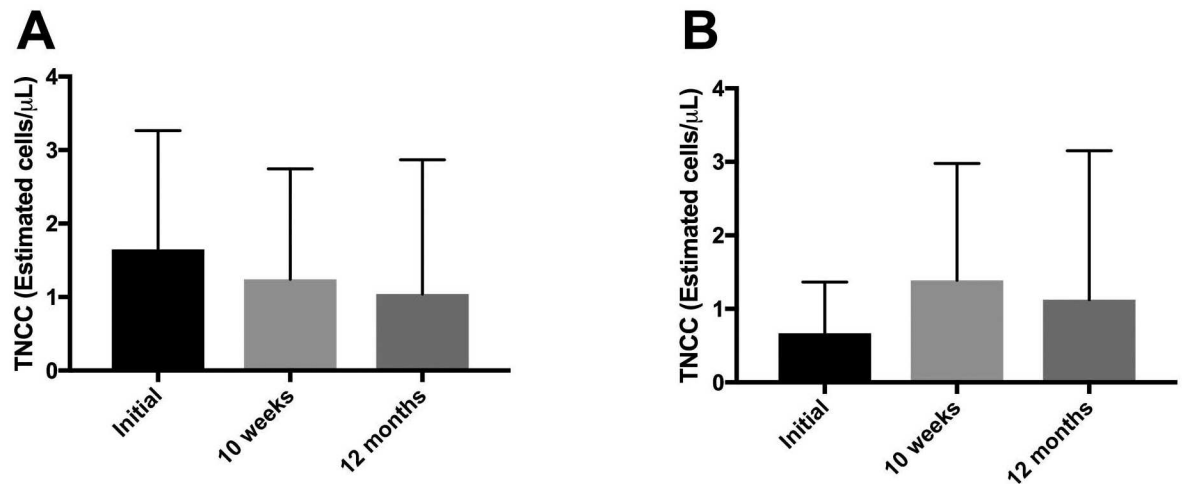 A
TNCC (Estimated cells/μL)
4
3
2
1
0
Initial
10 weeks
12 months
B
TNCC (Estimated cells/μL)
4
3
2
1
0
Initial
10 weeks
12 months